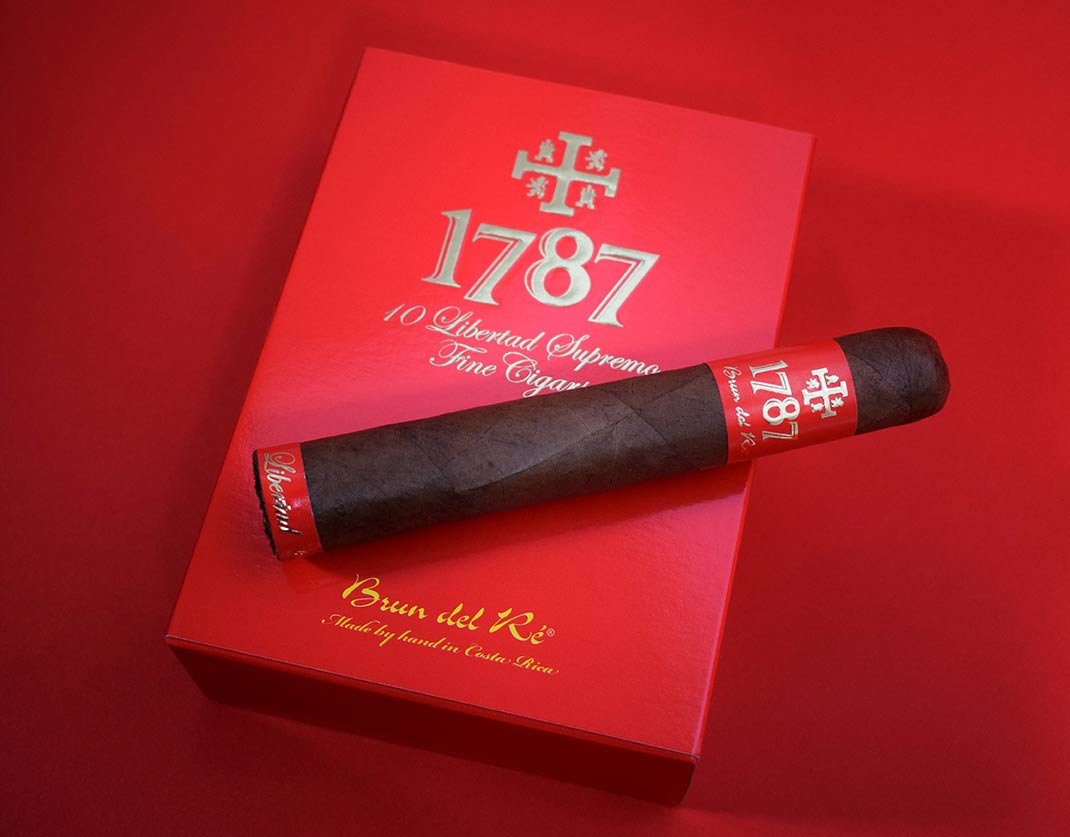 1787
10 Libertad Supremo
Fine Cigars
1787
Brun del Ré
Libertad
Brun del Ré®
Made by hand in Costa Rica